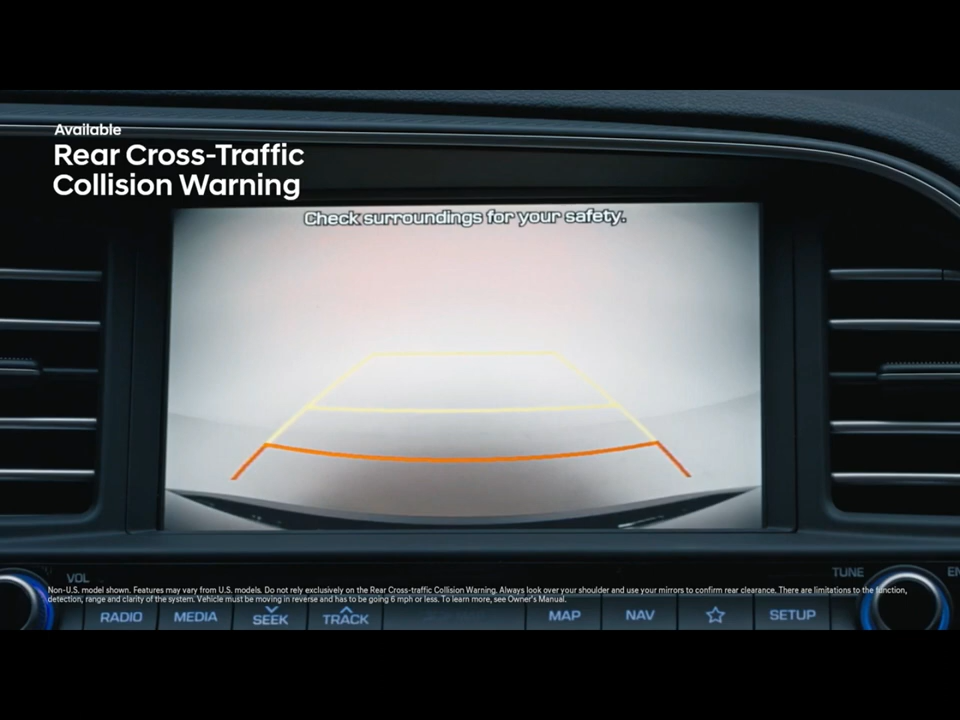 Available
Rear Cross-Traffic
Collision Warning
Check surroundings for your safety.
VOL
TUNE
Non-U.S. model shown. Features may vary from U.S. models. Do not rely exclusively on the Rear Cross-traffic Collision Warning. Always look over your shoulder and use your mirrors to confirm rear clearance. There are limitations to the function,
detection, range and clarity of the system. Vehicle must be moving in reverse and has to be going 6 mph or less. To learn more, see Owner's Manual.
RADIO MEDIA SEEK TRACK MAP NAV SETUP